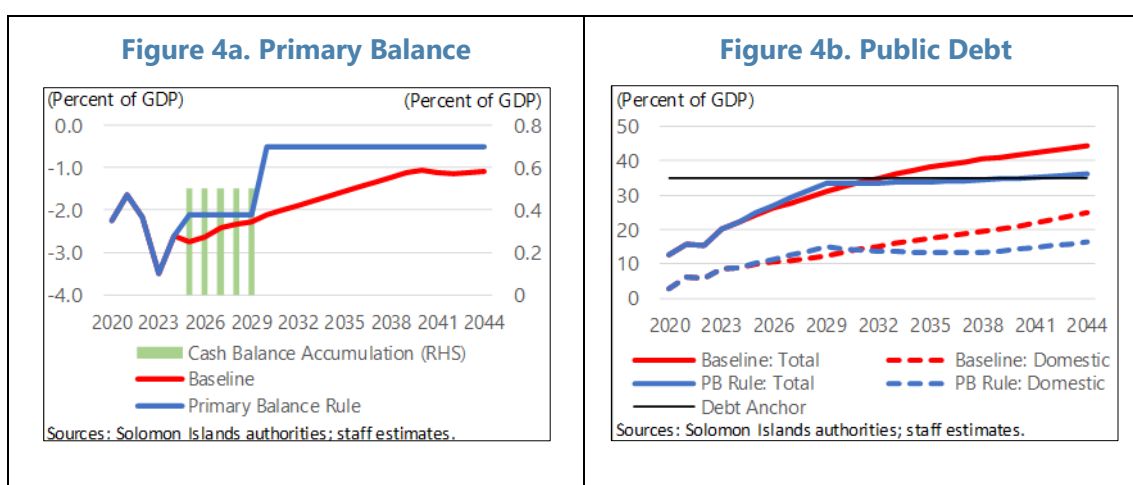 Figure 4a. Primary Balance
(Percent of GDP) (Percent of GDP)
0.0 0.8
-1.0 0.6
-2.0 0.4
-3.0 0.2
-4.0 0
2020 2023 2026 2029 2032 2035 2038 2041 2044
Cash Balance Accumulation (RHS)
Baseline
Primary Balance Rule
Sources: Solomon Islands authorities; staff estimates.
Figure 4b. Public Debt
(Percent of GDP)
50
40
30
20
10
0
2020 2023 2026 2029 2032 2035 2038 2041 2044
Baseline: Total Baseline: Domestic
PB Rule: Total PB Rule: Domestic
Debt Anchor
Sources: Solomon Islands authorities; staff estimates.